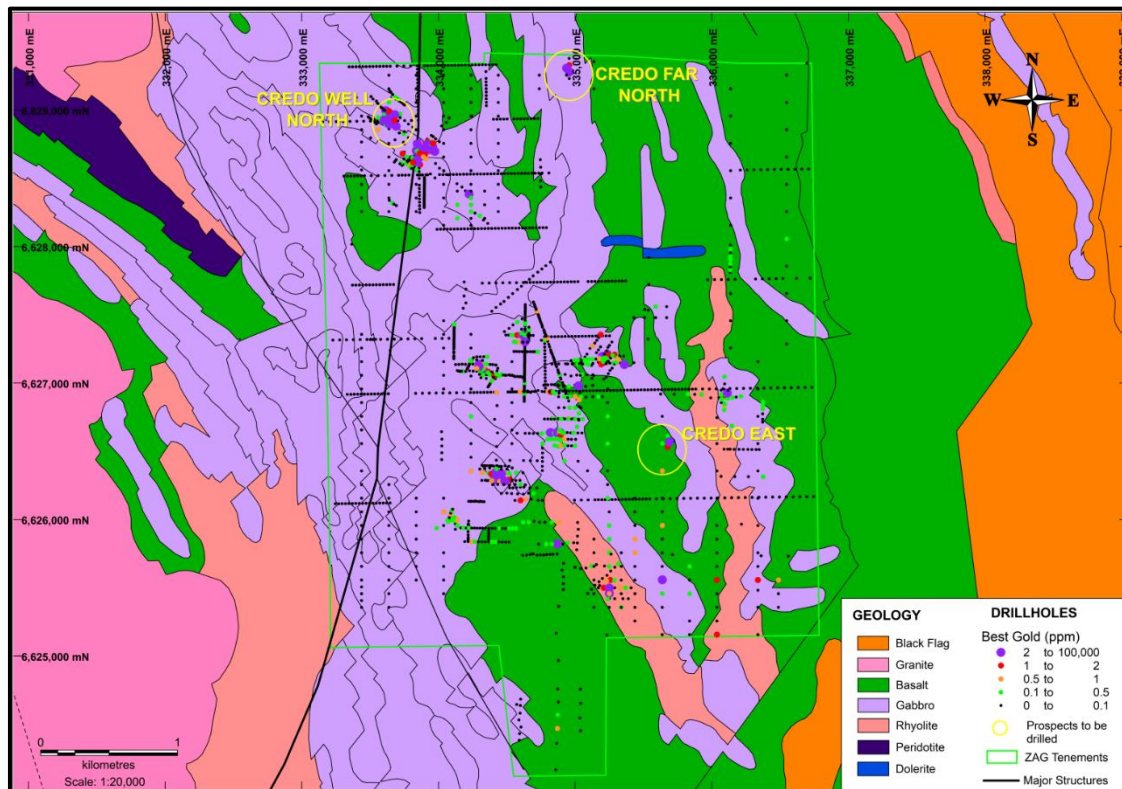 331,000 mE
332,000 mE
333,000 mE
334,000 mE
335,000 mE
336,000 mE
337,000 mE
338,000 mE
6,629,000 mN
6,628,000 mN
6,627,000 mN
6,626,000 mN
6,625,000 mN
CREDO WELL
NORTH
CREDO FAR
NORTH
CREDO EAST
N
W E
S
0 1
kilometres
Scale: 1:20,000
GEOLOGY
Black Flag
Granite
Basalt
Gabbro
Rhyolite
Peridotite
Dolerite
DRILLHOLES
Best Gold (ppm)
2 to 100,000
1 to 2
0.5 to 1
0.1 to 0.5
0 to 0.1
Prospects to be
drilled
ZAG Tenements
Major Structures